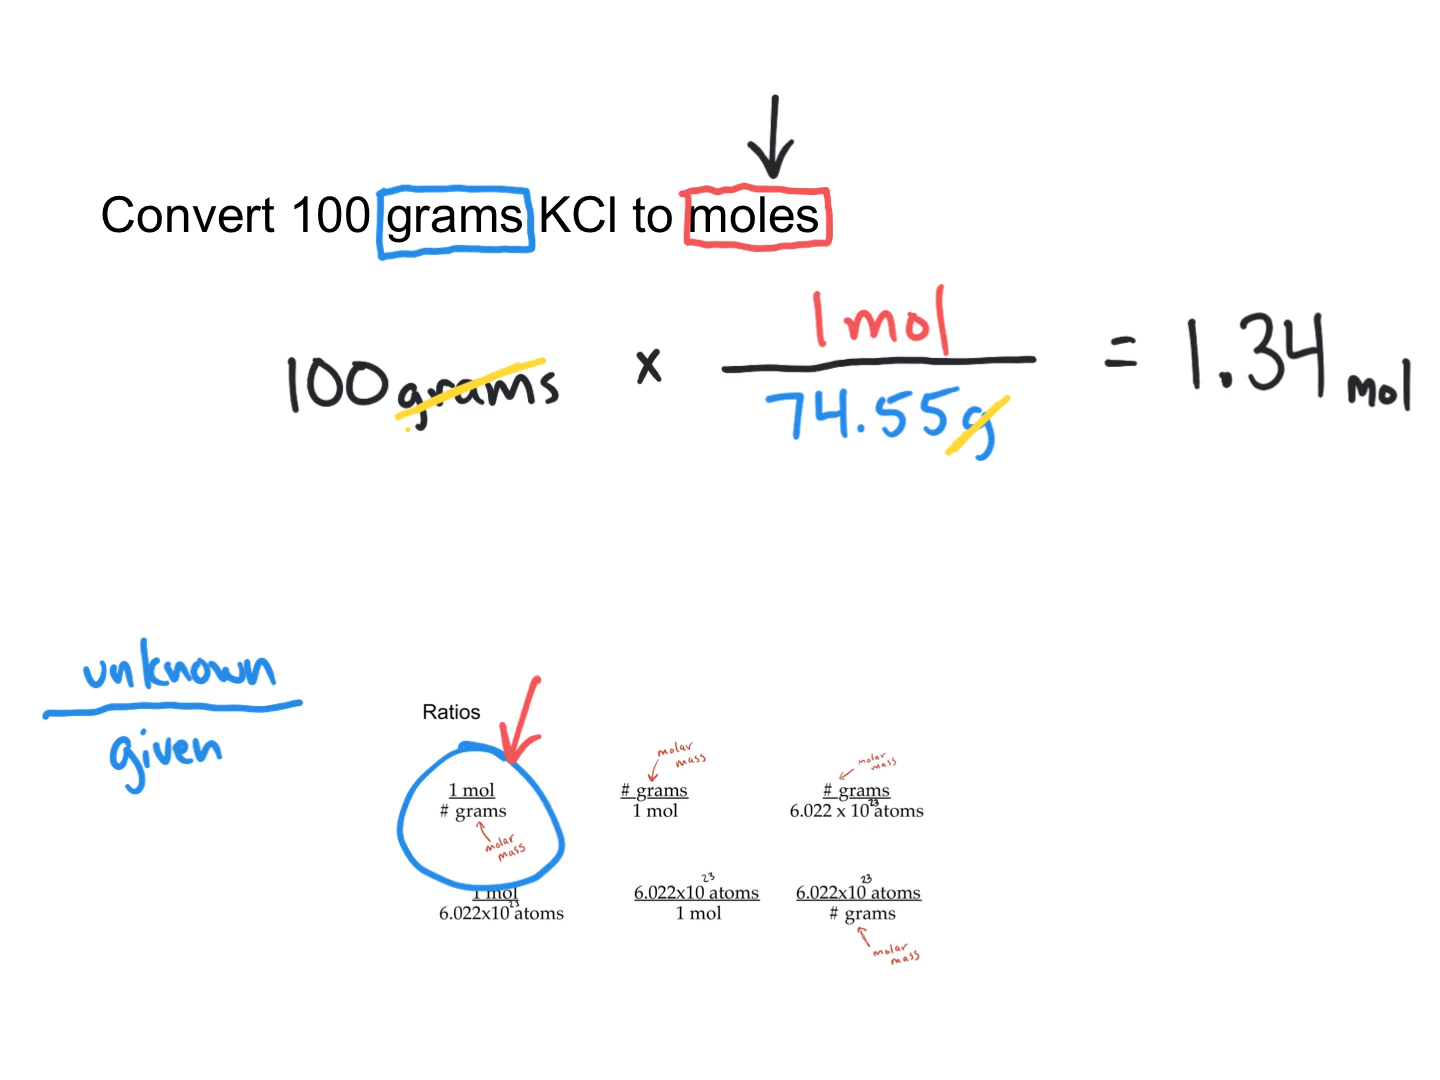 Convert 100 grams KCl to moles
100 grams x 1 mol / 74.55g = 1.34 mol
unknown
given
Ratios
molar mass
molar mass
1 mol
# grams
# grams
1 mol
# grams
6.022 x 10 23 atoms
molar mass
1 mol
6.022x10 23 atoms
6.022x10 23 atoms
1 mol
6.022x10 23 atoms
# grams
molar mass